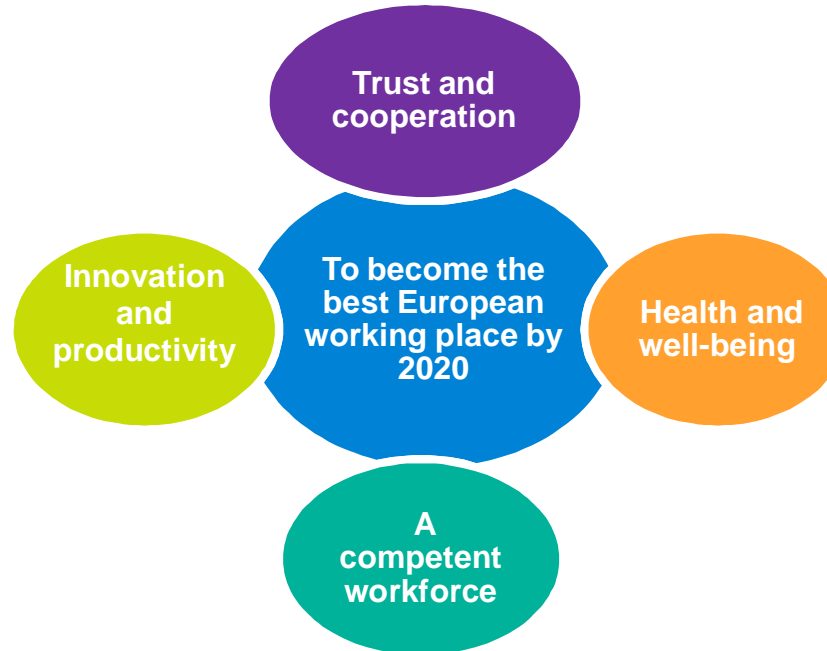 Trust and
cooperation
Innovation
and
productivity
To become the
best European
working place by
2020
Health and
well-being
A
competent
workforce